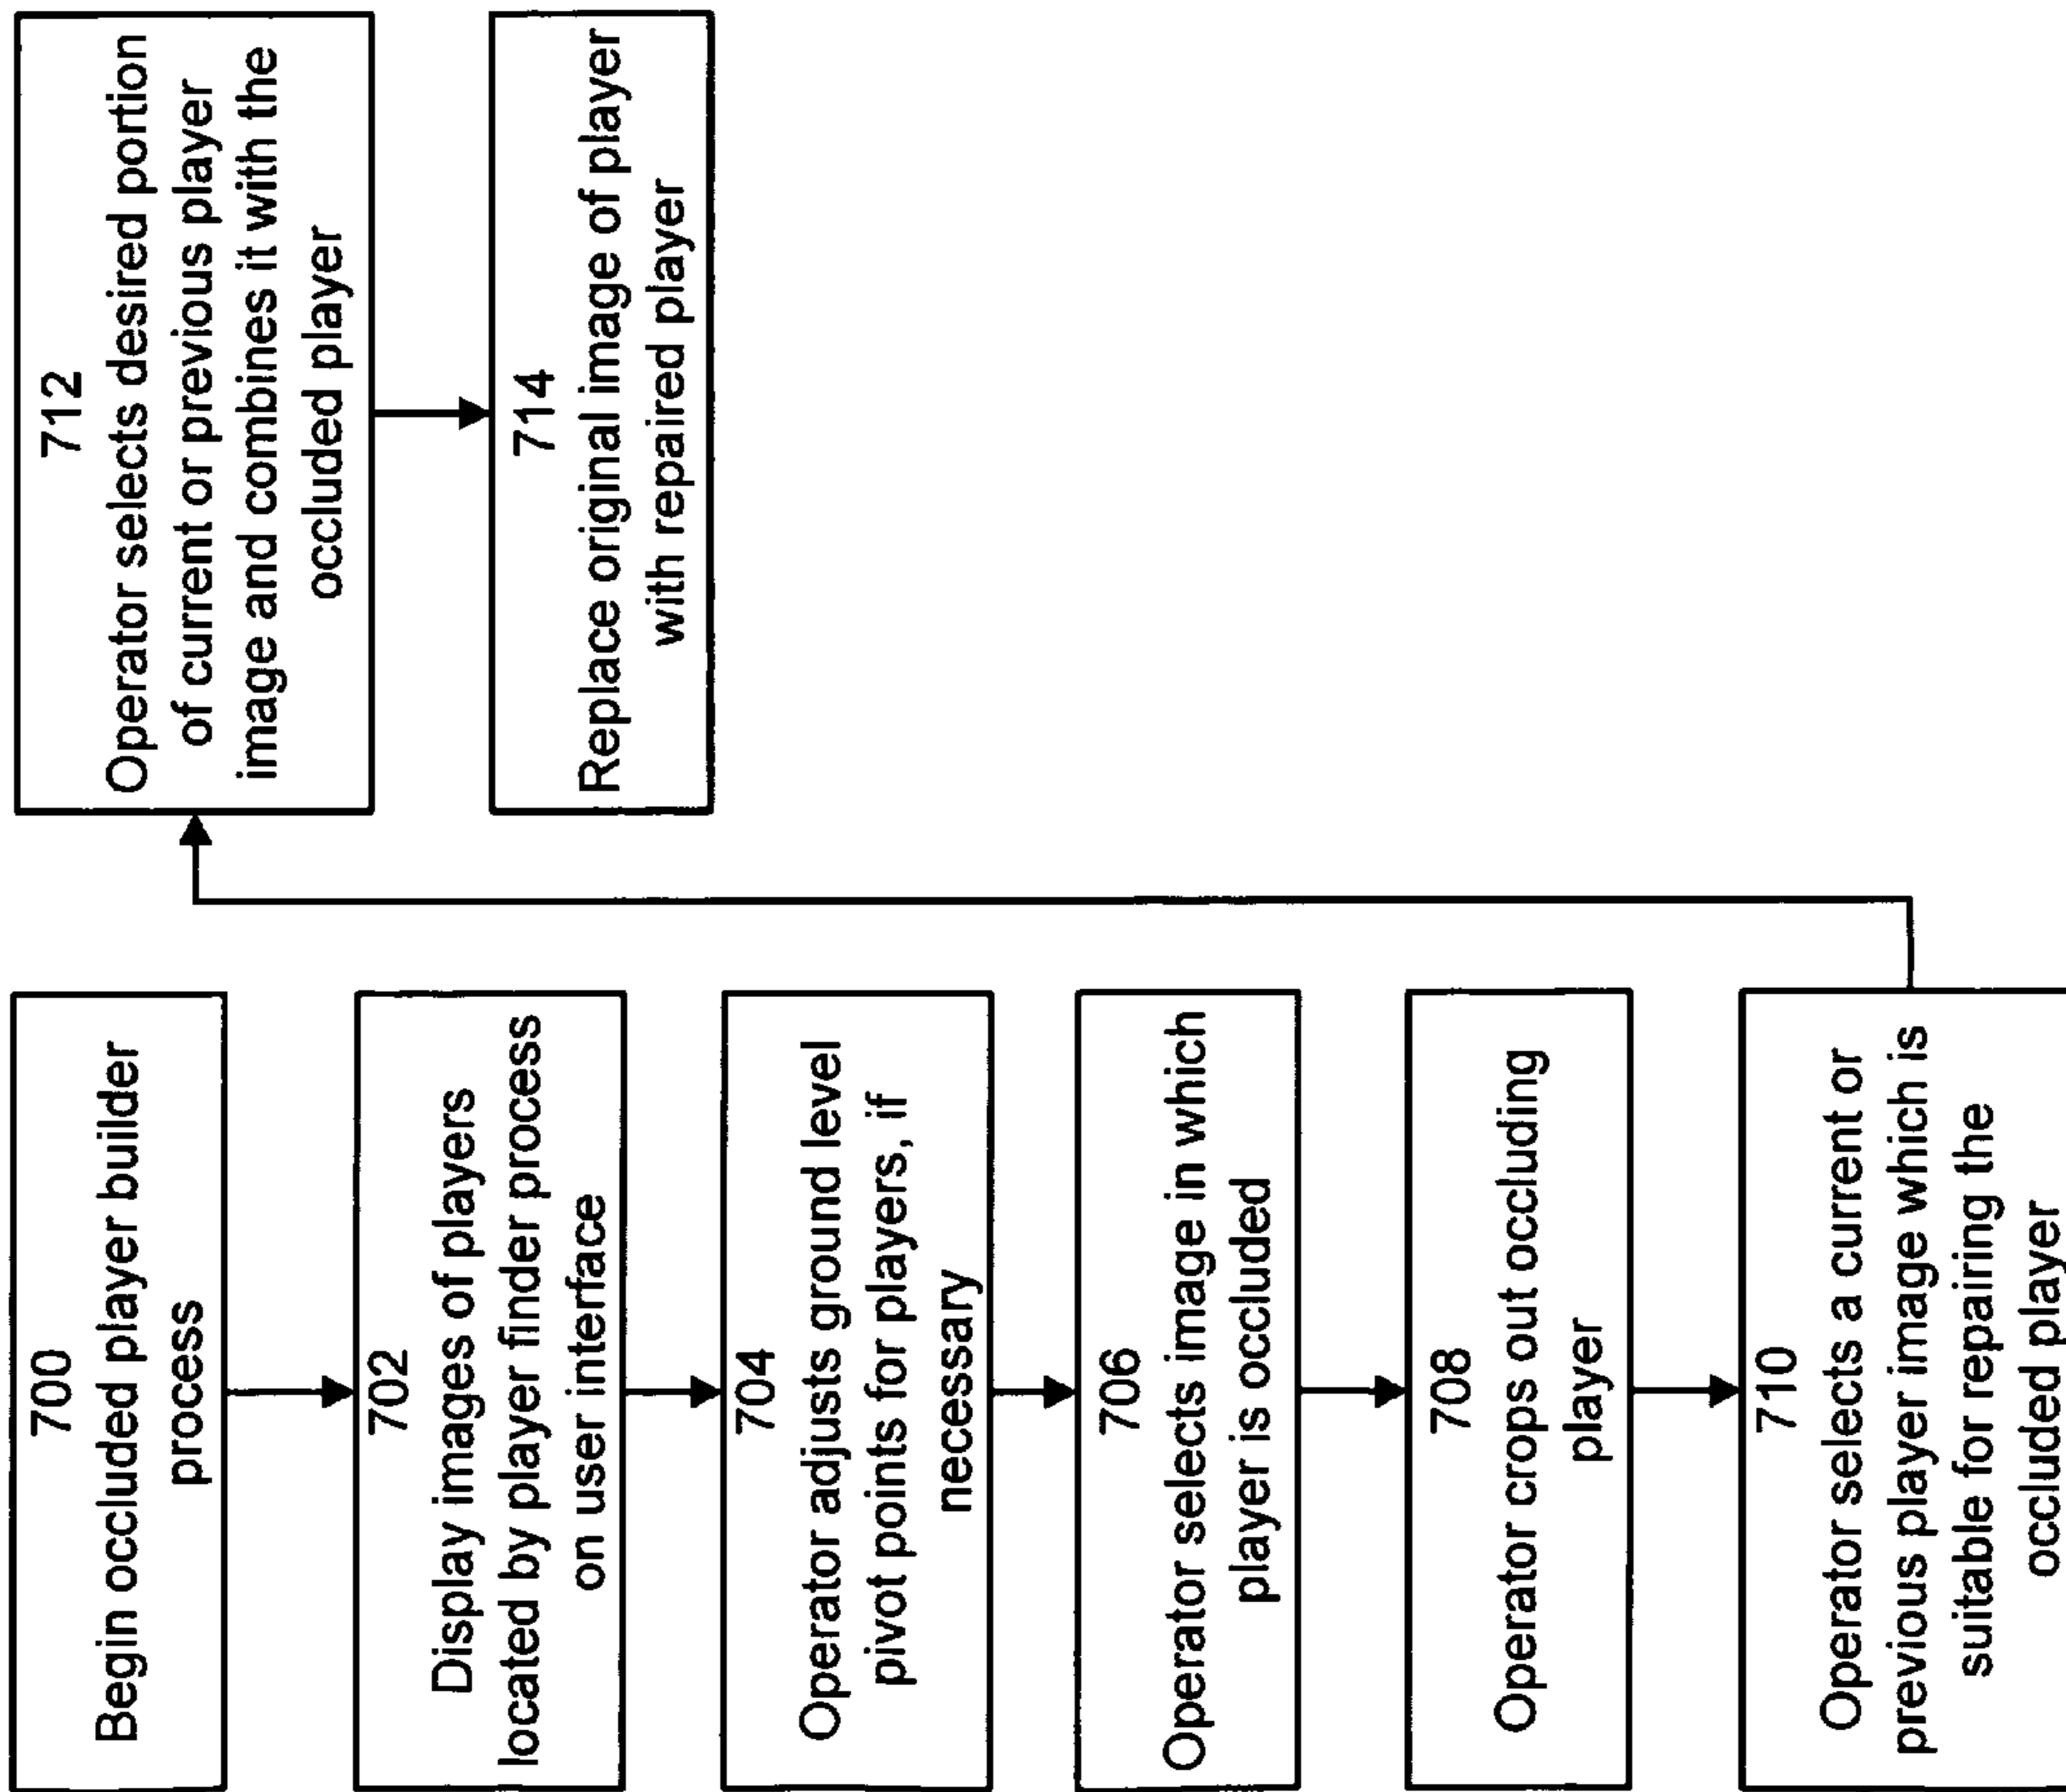 700
Begin occluded player builder
process
702
Display images of players
located by player finder process
on user interface
704
Operator adjusts ground level
pivot points for players, if
necessary
706
Operator selects image in which
player is occluded
708
Operator crops out occluding
player
710
Operator selects a current or
previous player image which is
suitable for repairing the
occluded player
712
Operator selects desired portion
of current or previous player
image and combines it with the
occluded player
714
Replace original image of player
with repaired player